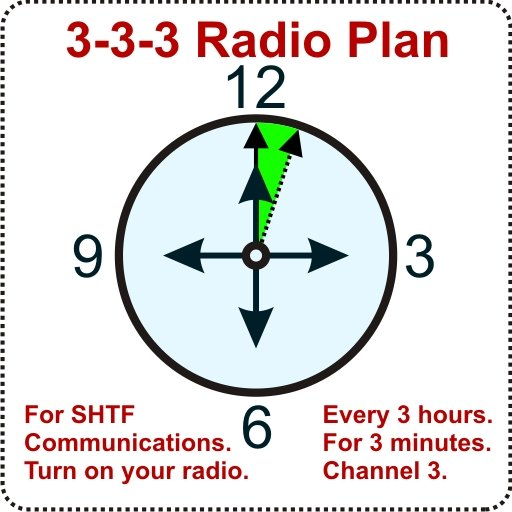 3-3-3 Radio Plan
12
9
3
6
For SHTF
Communications.
Turn on your radio.
Every 3 hours.
For 3 minutes.
Channel 3.